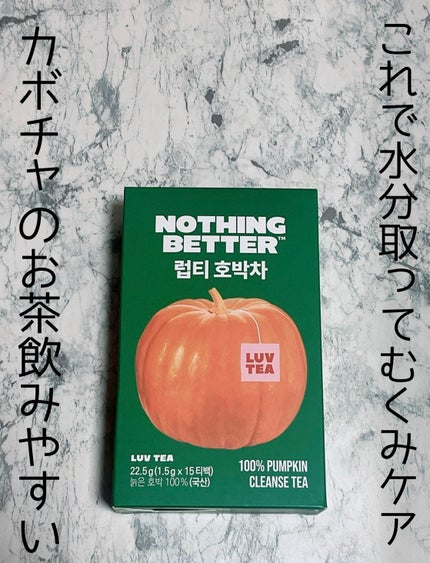 これで水分取ってむくみケア
カボチャのお茶飲みやすい
NOTHING
BETTER™
럽티 호박차
LUV
TEA
LUV TEA
22.5g(1.5g x 15티백)
늙은 호박 100%(국산)
100% PUMPKIN
CLEANSE TEA